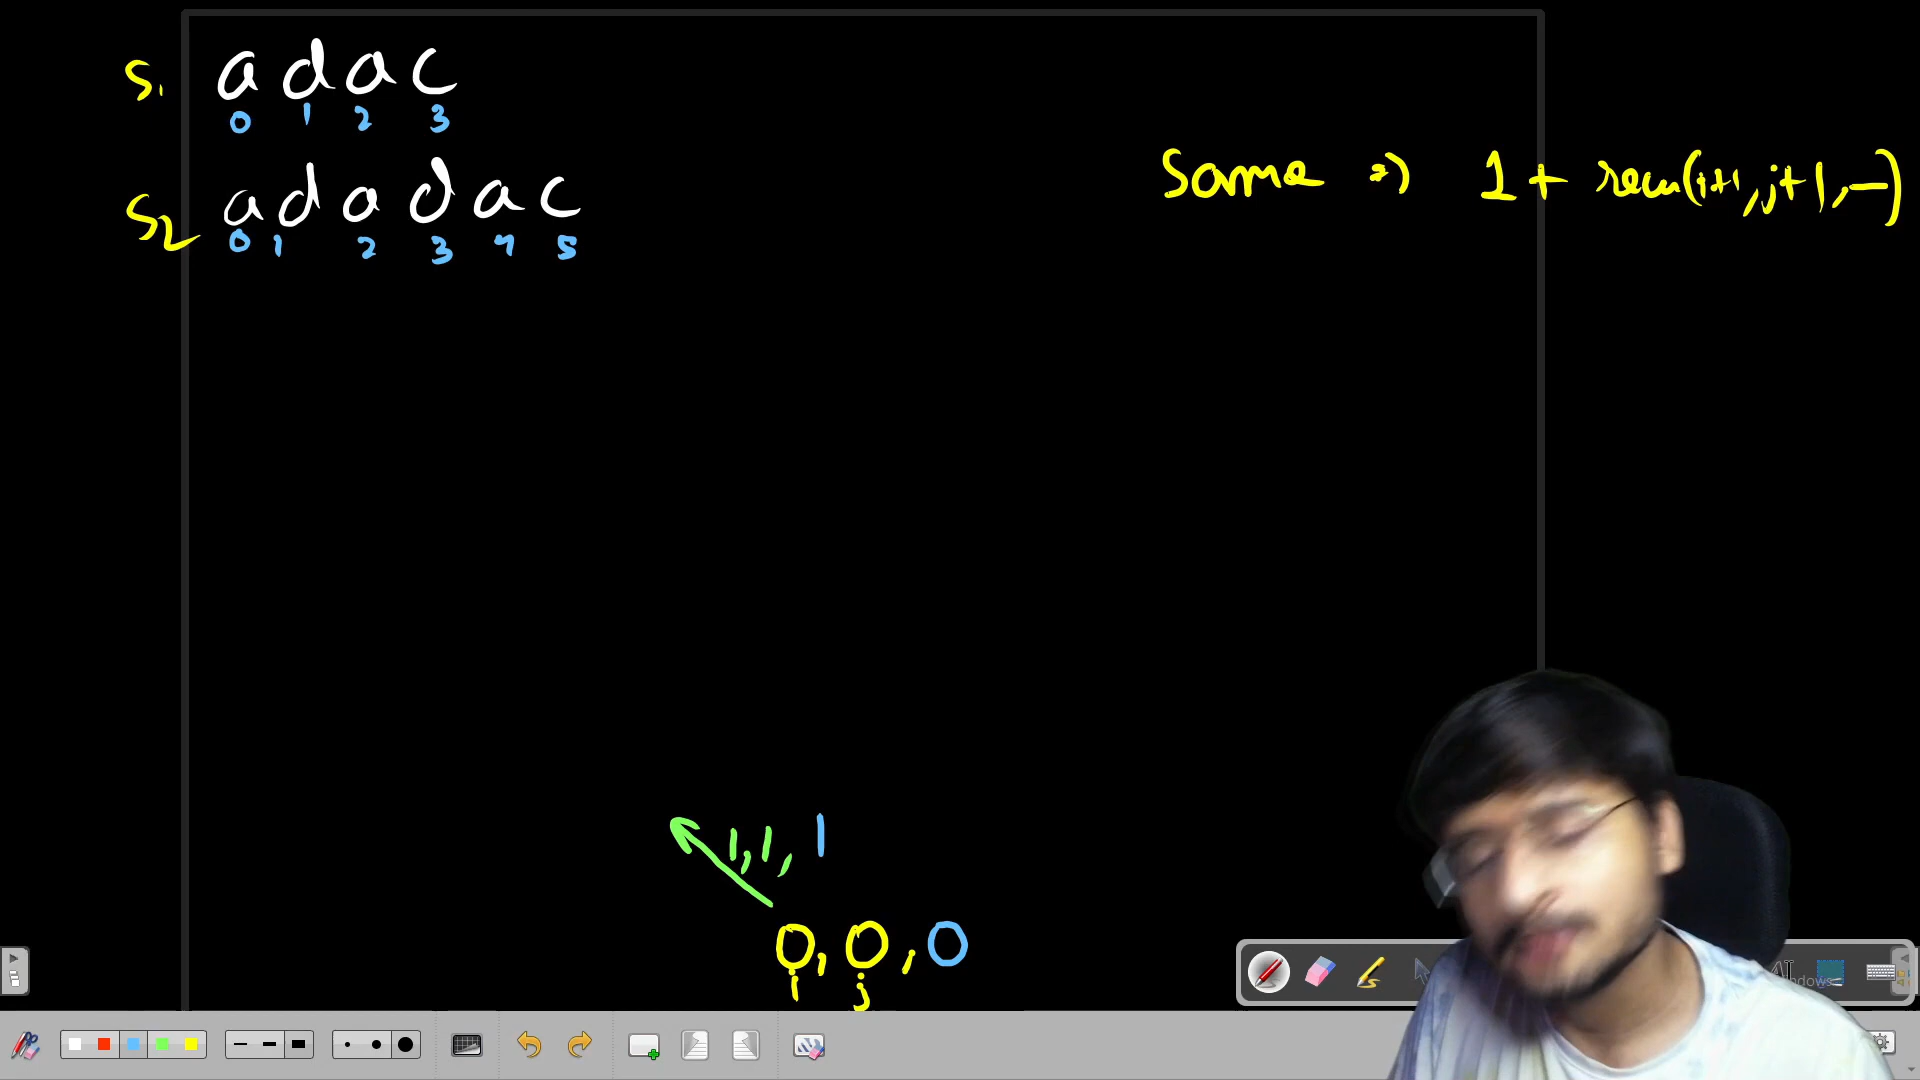 S1 a d a c
0 1 2 3
Same => 1 + recur(i+1, j+1, —)
S2 a d a d a c
0 1 2 3 4 5
1, 1, 1
0, 0, 0
i j